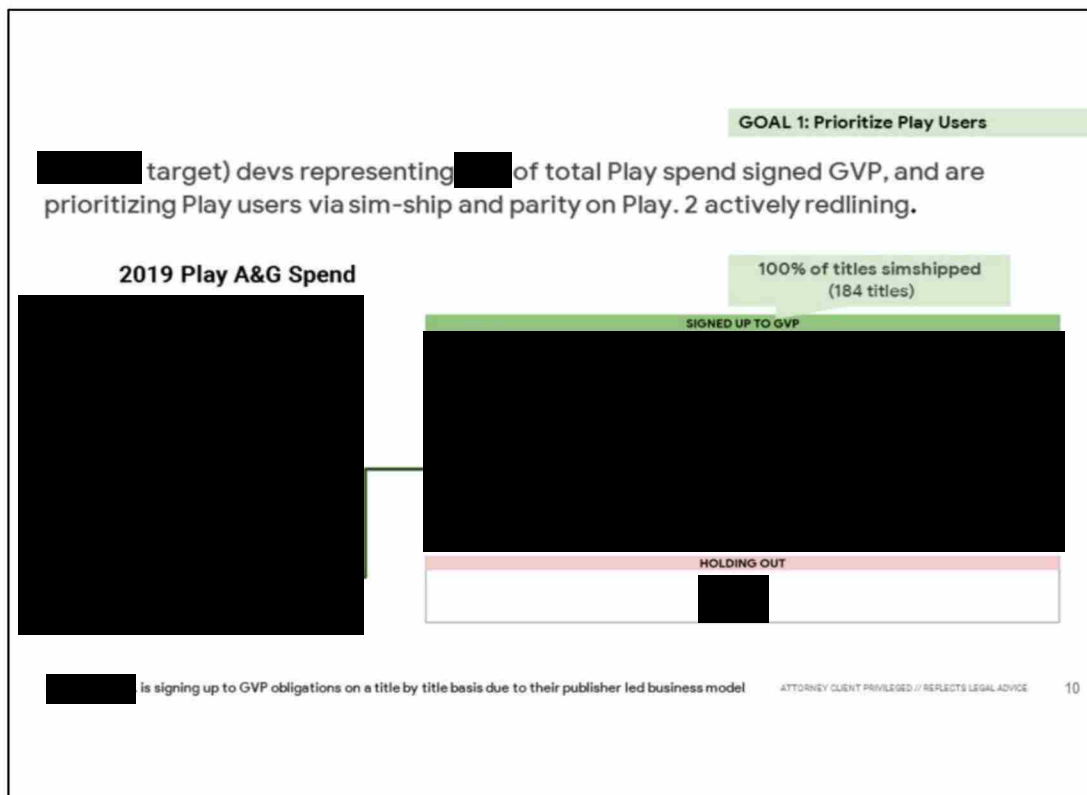 GOAL 1: Prioritize Play Users
target) devs representing of total Play spend signed GVP, and are
prioritizing Play users via sim-ship and parity on Play. 2 actively redlining.
2019 Play A&G Spend
100% of titles simshipped
(184 titles)
SIGNED UP TO GVP
HOLDING OUT
is signing up to GVP obligations on a title by title basis due to their publisher led business model
ATTORNEY CLIENT PRIVILEGED // REFLECTS LEGAL ADVICE
10